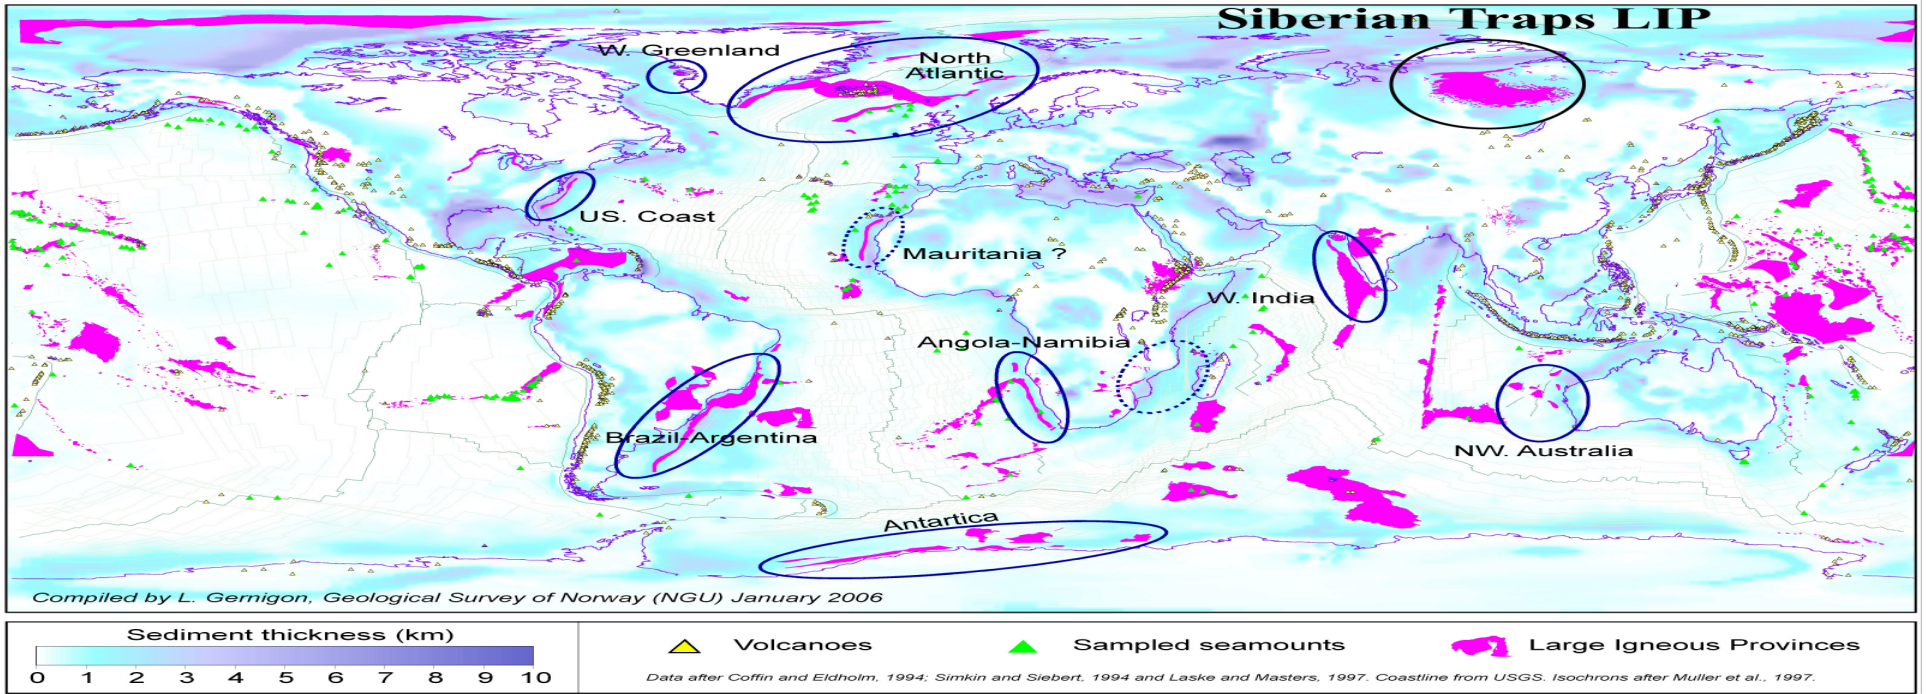 Siberian Traps LIP
W. Greenland
North
Atlantic
US. Coast
Mauritania ?
W. India
Angola-Namibia
Brazil-Argentina
NW. Australia
Antartica
Compiled by L. Gernigon, Geological Survey of Norway (NGU) January 2006
Sediment thickness (km)
0 1 2 3 4 5 6 7 8 9 10
Volcanoes
Sampled seamounts
Large Igneous Provinces
Data after Coffin and Eldholm, 1994; Simkin and Siebert, 1994 and Laske and Masters, 1997. Coastline from USGS. Isochrons after Muller et al., 1997.